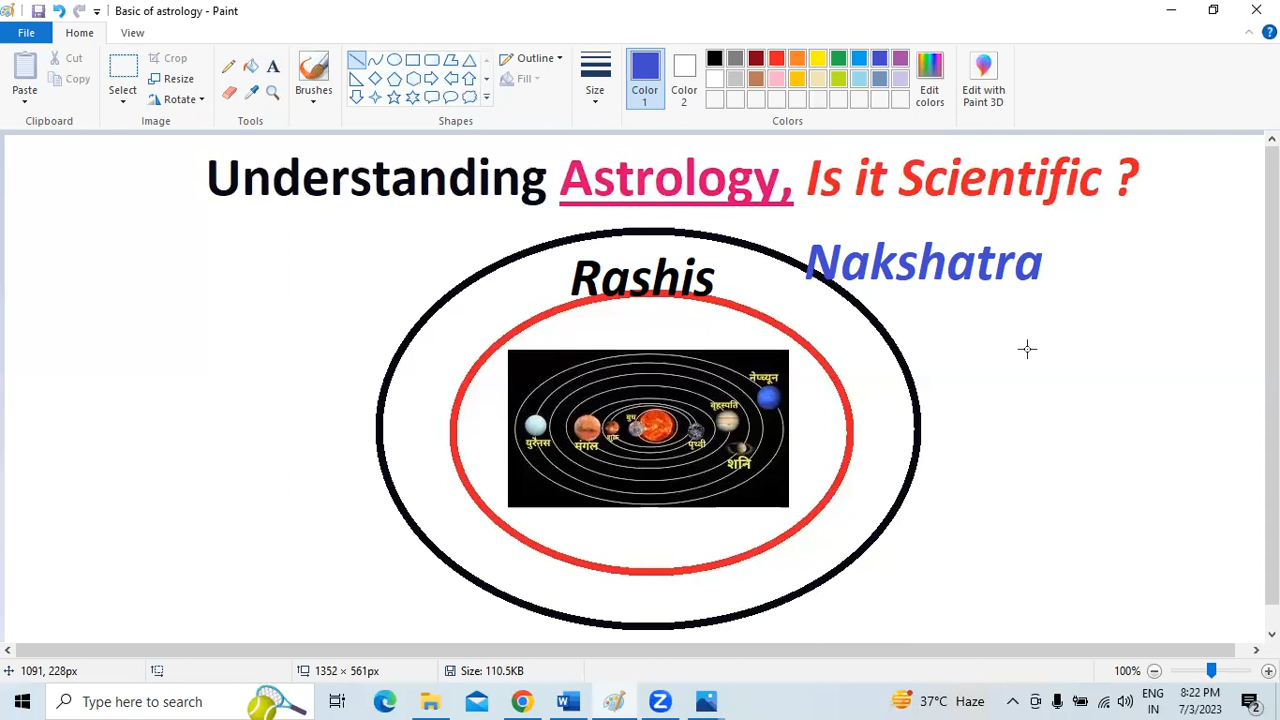 Basic of astrology - Paint
File Home View
Paste Cut Copy Clipboard
Select Crop Resize Rotate Image
Tools
Brushes
Outline Fill Shapes
Size
Color 1 Color 2 Edit colors Colors
Edit with Paint 3D
Understanding Astrology, Is it Scientific ?
Nakshatra
Rashis
नेप्च्यून
बृहस्पति
बुध
शुक्र
युरेनस मंगल पृथ्वी
शनि
1091, 228px 1352 × 561px Size: 110.5KB 100%
Type here to search 37°C Haze ENG IN 8:22 PM 7/3/2023 2